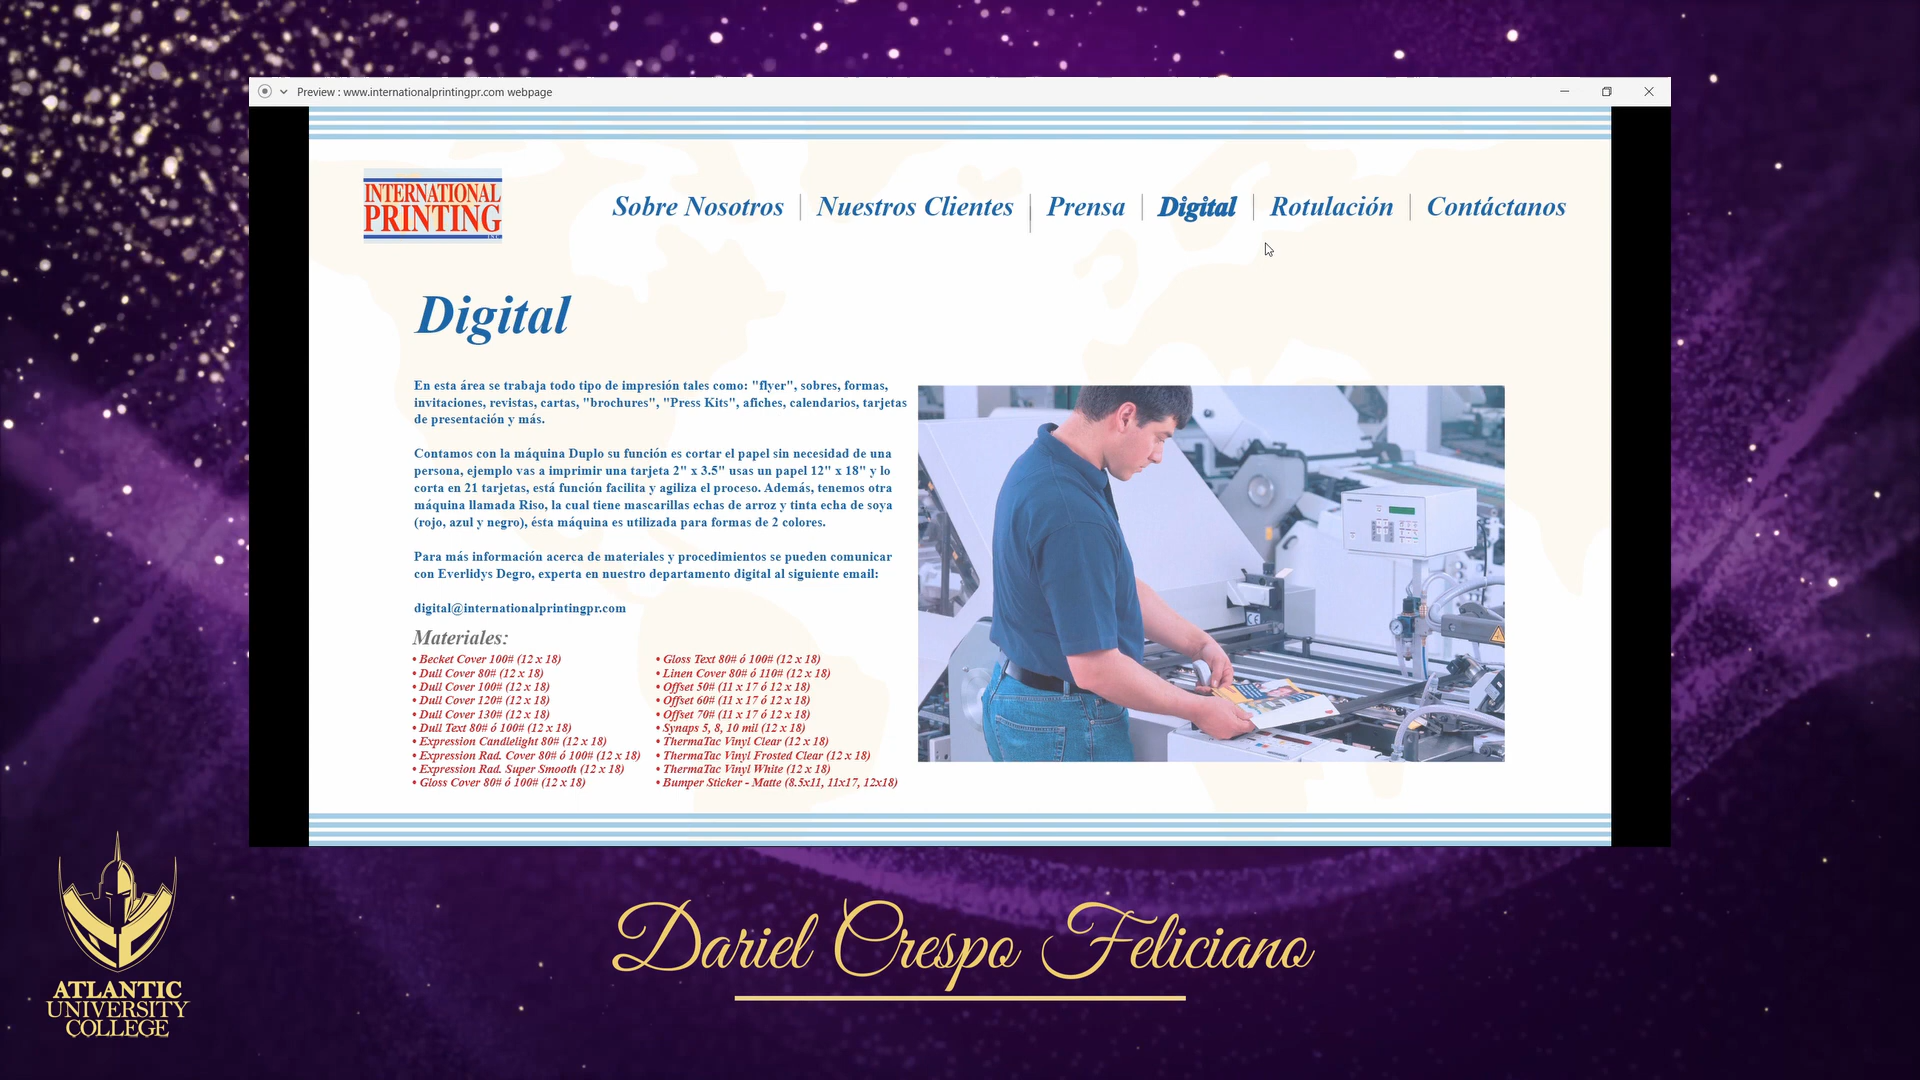 Preview : www.internationalprintingpr.com webpage
INTERNATIONAL
PRINTING
INC
Sobre Nosotros
Nuestros Clientes
Prensa
Digital
Rotulación
Contáctanos
Digital
En esta área se trabaja todo tipo de impresión tales como: "flyer", sobres, formas,
invitaciones, revistas, cartas, "brochures", "Press Kits", afiches, calendarios, tarjetas
de presentación y más.
Contamos con la máquina Duplo su función es cortar el papel sin necesidad de una
persona, ejemplo vas a imprimir una tarjeta 2" x 3.5" usas un papel 12" x 18" y lo
corta en 21 tarjetas, está función facilita y agiliza el proceso. Además, tenemos otra
máquina llamada Riso, la cual tiene mascarillas echas de arroz y tinta echa de soya
(rojo, azul y negro), ésta máquina es utilizada para formas de 2 colores.
Para más información acerca de materiales y procedimientos se pueden comunicar
con Everlidys Degro, experta en nuestro departamento digital al siguiente email:
digital@internationalprintingpr.com
Materiales:
• Becket Cover 100# (12 x 18)
• Dull Cover 80# (12 x 18)
• Dull Cover 100# (12 x 18)
• Dull Cover 120# (12 x 18)
• Dull Cover 130# (12 x 18)
• Dull Text 80# ó 100# (12 x 18)
• Expression Candlelight 80# (12 x 18)
• Expression Rad. Cover 80# ó 100# (12 x 18)
• Expression Rad. Super Smooth (12 x 18)
• Gloss Cover 80# ó 100# (12 x 18)
• Gloss Text 80# ó 100# (12 x 18)
• Linen Cover 80# ó 110# (12 x 18)
• Offset 50# (11 x 17 ó 12 x 18)
• Offset 60# (11 x 17 ó 12 x 18)
• Offset 70# (11 x 17 ó 12 x 18)
• Synaps 5, 8, 10 mil (12 x 18)
• ThermaTac Vinyl Clear (12 x 18)
• ThermaTac Vinyl Frosted Clear (12 x 18)
• ThermaTac Vinyl White (12 x 18)
• Bumper Sticker - Matte (8.5x11, 11x17, 12x18)
CE
ATLANTIC
UNIVERSITY
COLLEGE
Dariel Crespo Feliciano